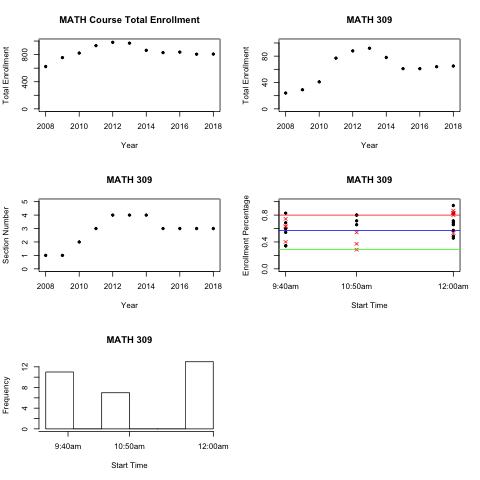 MATH Course Total Enrollment
Total Enrollment
0 400 800
2008 2010 2012 2014 2016 2018
Year
MATH 309
Total Enrollment
0 40 80
2008 2010 2012 2014 2016 2018
Year
MATH 309
Section Number
0 1 2 3 4 5
2008 2010 2012 2014 2016 2018
Year
MATH 309
Enrollment Percentage
0.0 0.4 0.8
9:40am 10:50am 12:00am
Start Time
MATH 309
Frequency
0 4 8 12
9:40am 10:50am 12:00am
Start Time